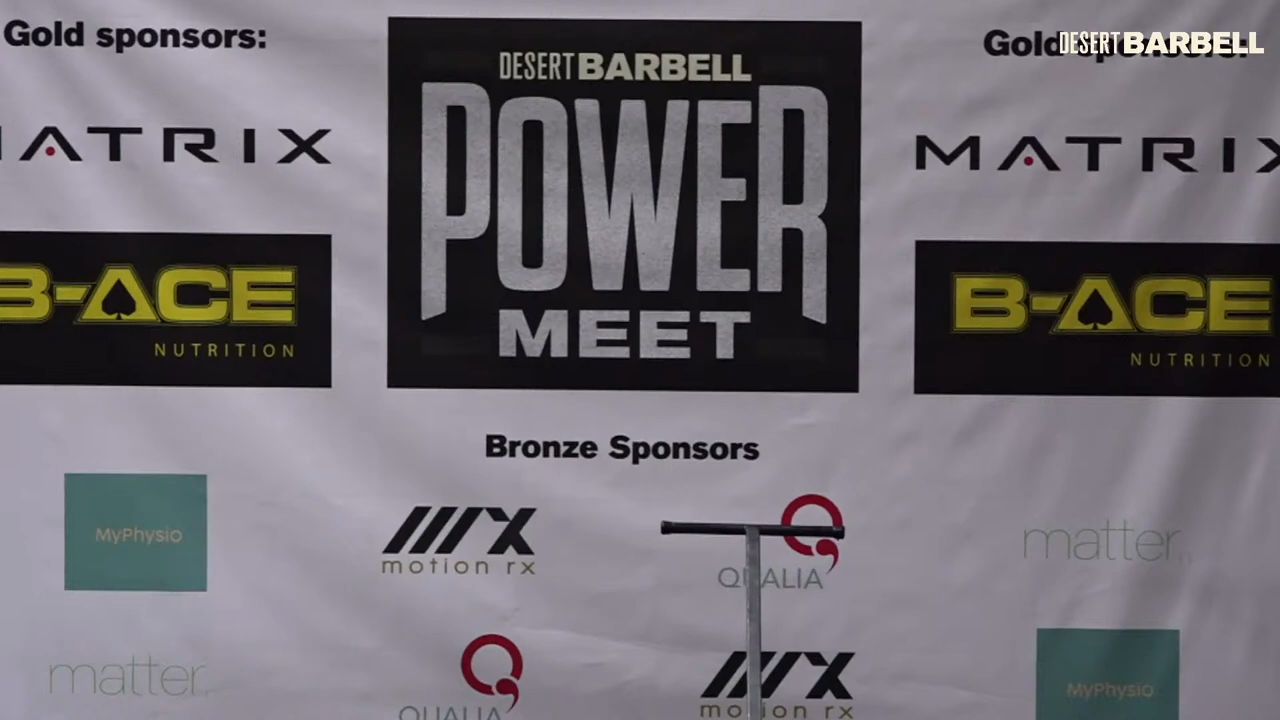 Gold sponsors:
DESERT BARBELL
POWER
MEET
Gold sponsors:
DESERT BARBELL
MATRIX
MATRIX
B-ACE
NUTRITION
B-ACE
NUTRITION
Bronze Sponsors
MyPhysio
motion rx
QUALIA
matter.
matter.
QUALIA
motion rx
MyPhysio